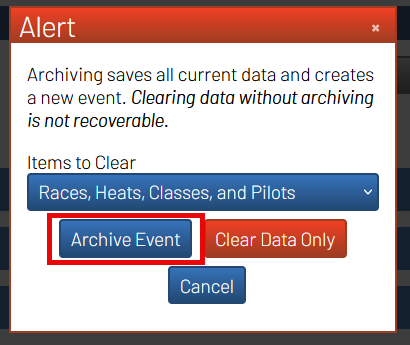 Alert ×
Archiving saves all current data and creates
a new event. Clearing data without archiving
is not recoverable.
Items to Clear
Races, Heats, Classes, and Pilots
Archive Event Clear Data Only
Cancel